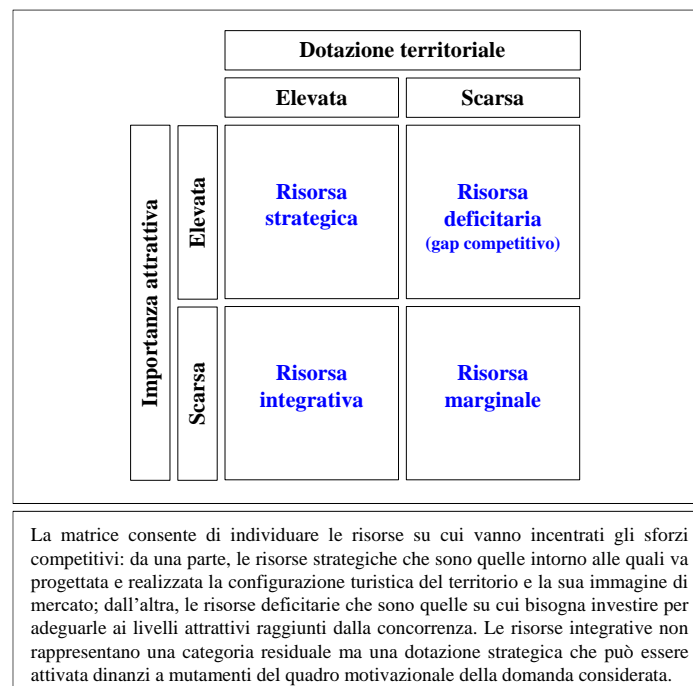 Dotazione territoriale
Elevata
Scarsa
Importanza attrattiva
Elevata
Risorsa
strategica
Risorsa
deficitaria
(gap competitivo)
Scarsa
Risorsa
integrativa
Risorsa
marginale
La matrice consente di individuare le risorse su cui vanno incentrati gli sforzi
competitivi: da una parte, le risorse strategiche che sono quelle intorno alle quali va
progettata e realizzata la configurazione turistica del territorio e la sua immagine di
mercato; dall'altra, le risorse deficitarie che sono quelle su cui bisogna investire per
adeguarle ai livelli attrattivi raggiunti dalla concorrenza. Le risorse integrative non
rappresentano una categoria residuale ma una dotazione strategica che può essere
attivata dinanzi a mutamenti del quadro motivazionale della domanda considerata.